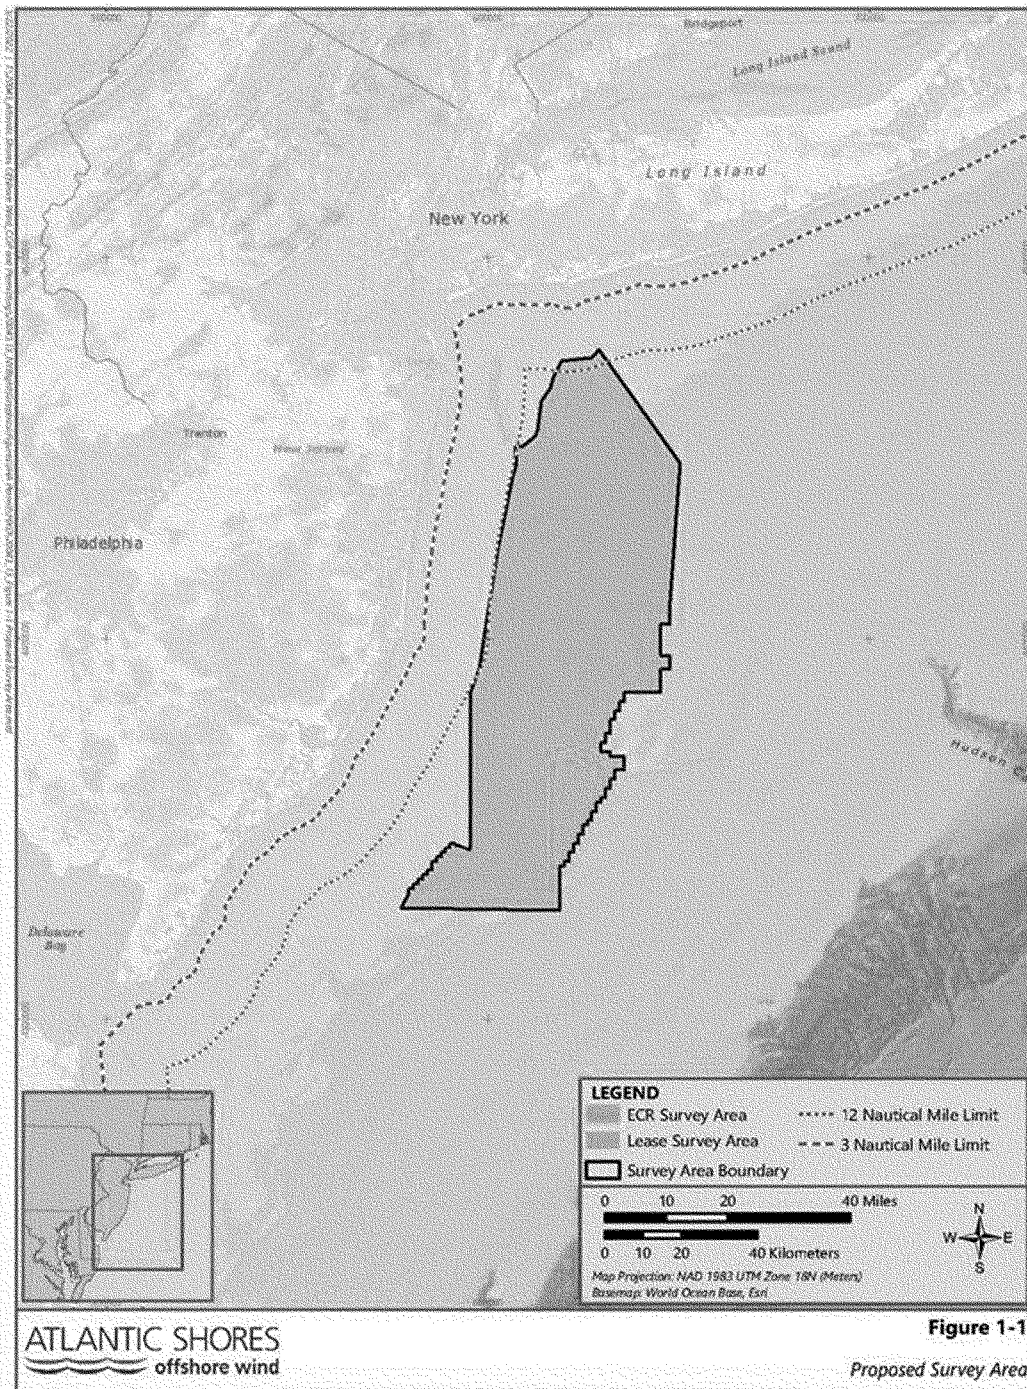 Bridgeport
Long Island Sound
Long Island
New York
Trenton
New Jersey
Philadelphia
Hudson
Delaware
Bay
LEGEND
ECR Survey Area
Lease Survey Area
Survey Area Boundary
12 Nautical Mile Limit
3 Nautical Mile Limit
0 10 20 40 Miles
0 10 20 40 Kilometers
N
W E
S
Map Projection: NAD 1983 UTM Zone 18N (Meters)
Basemap: World Ocean Base, Esri
ATLANTIC SHORES
offshore wind
Figure 1-1
Proposed Survey Area